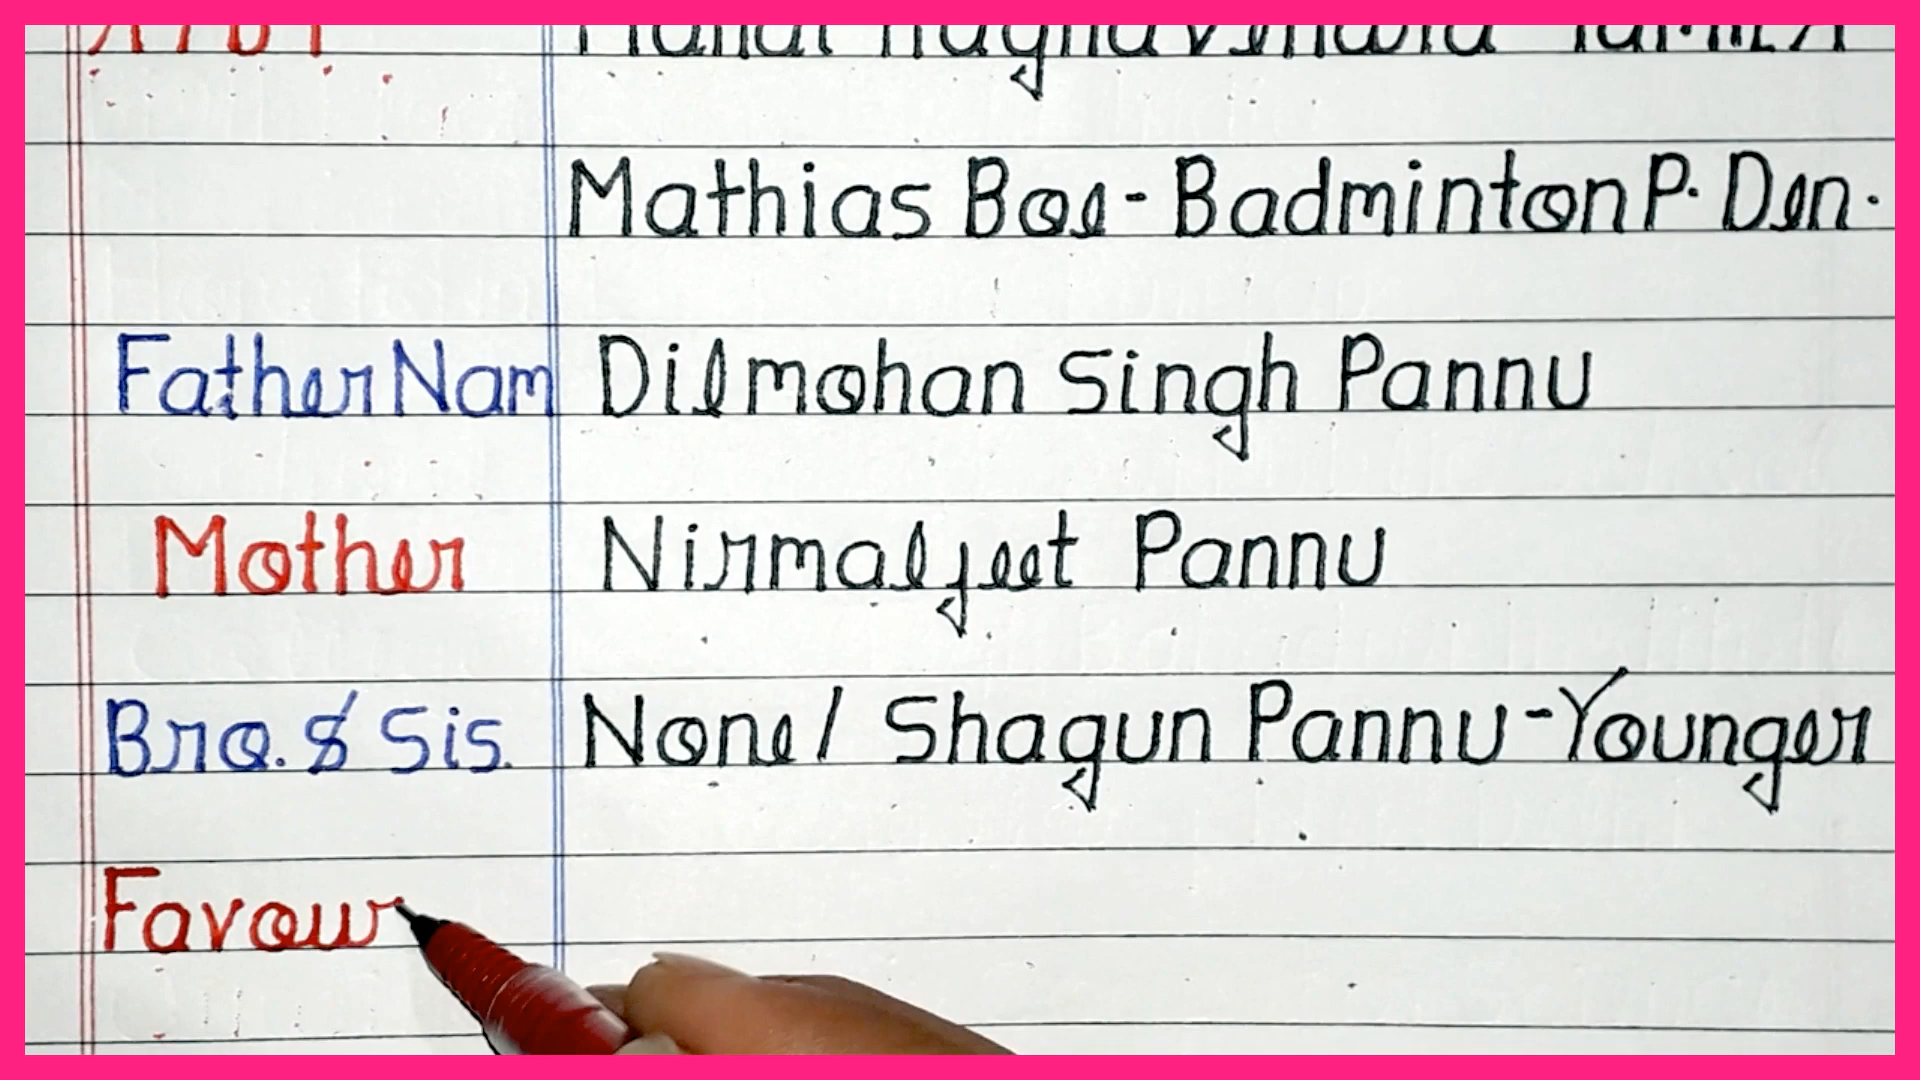 Mathias Boe - Badminton P. Den.
Father Nam Dilmohan Singh Pannu
Mother Nirmaljeet Pannu
Bro. & Sis. None / Shagun Pannu - Younger
Favour